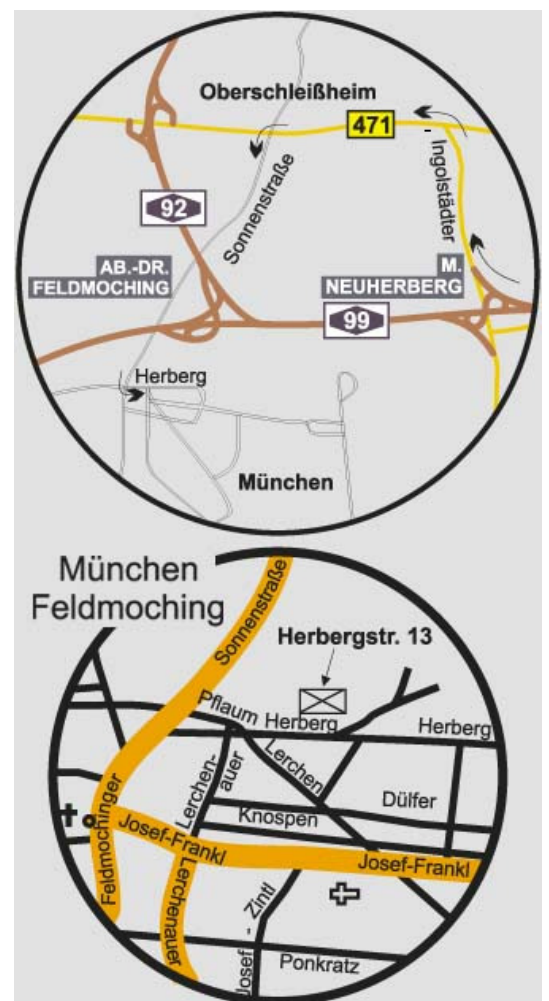 Oberschleißheim
471
Ingolstädter
92
Sonnenstraße
AB.-DR.
FELDMOCHING
M.
NEUHERBERG
99
Herberg
München
München
Feldmoching
Sonnenstraße
Herbergstr. 13
Pflaum
Herberg
Herberg
Lerchen-
auer
Lerchen
Dülfer
Knospen
Feldmochinger
Josef-Frankl
Josef-Frankl
Lerchenauer
Josef - Zintl
Ponkratz